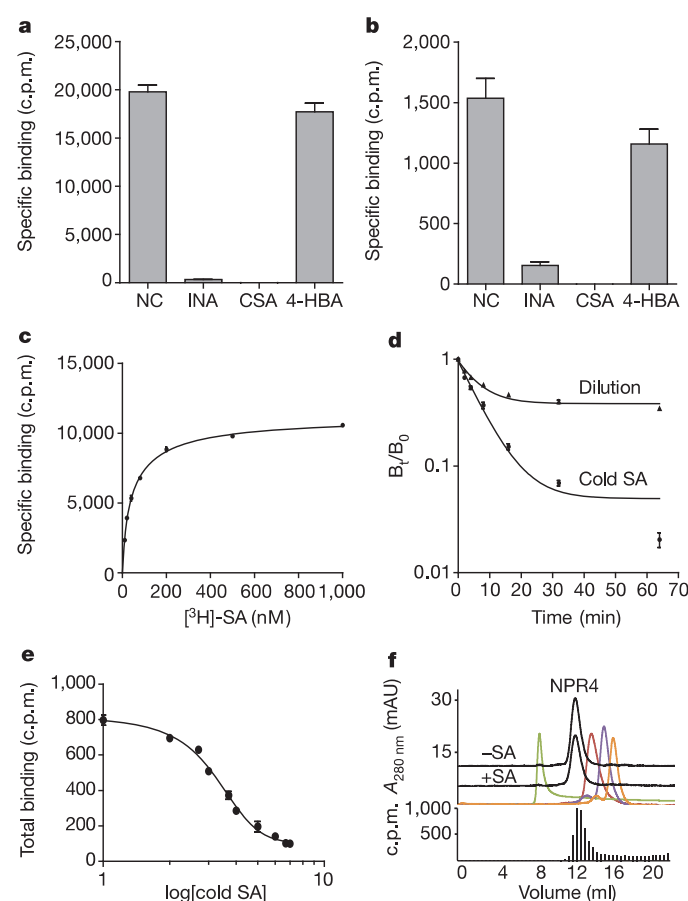 a
Specific binding (c.p.m.)
25,000
20,000
15,000
10,000
5,000
0
NC INA CSA 4-HBA
b
Specific binding (c.p.m.)
2,000
1,500
1,000
500
0
NC INA CSA 4-HBA
c
Specific binding (c.p.m.)
15,000
10,000
5,000
0
0 200 400 600 800 1,000
[³H]-SA (nM)
d
Bₜ/B₀
1
0.1
0.01
Dilution
Cold SA
0 10 20 30 40 50 60 70
Time (min)
e
Total binding (c.p.m.)
1,000
800
600
400
200
0
1 10
log[cold SA]
f
NPR4
A₂₈₀ ₙₘ (mAU)
30
15
–SA
+SA
c.p.m.
1,000
500
0 4 8 12 16 20
Volume (ml)